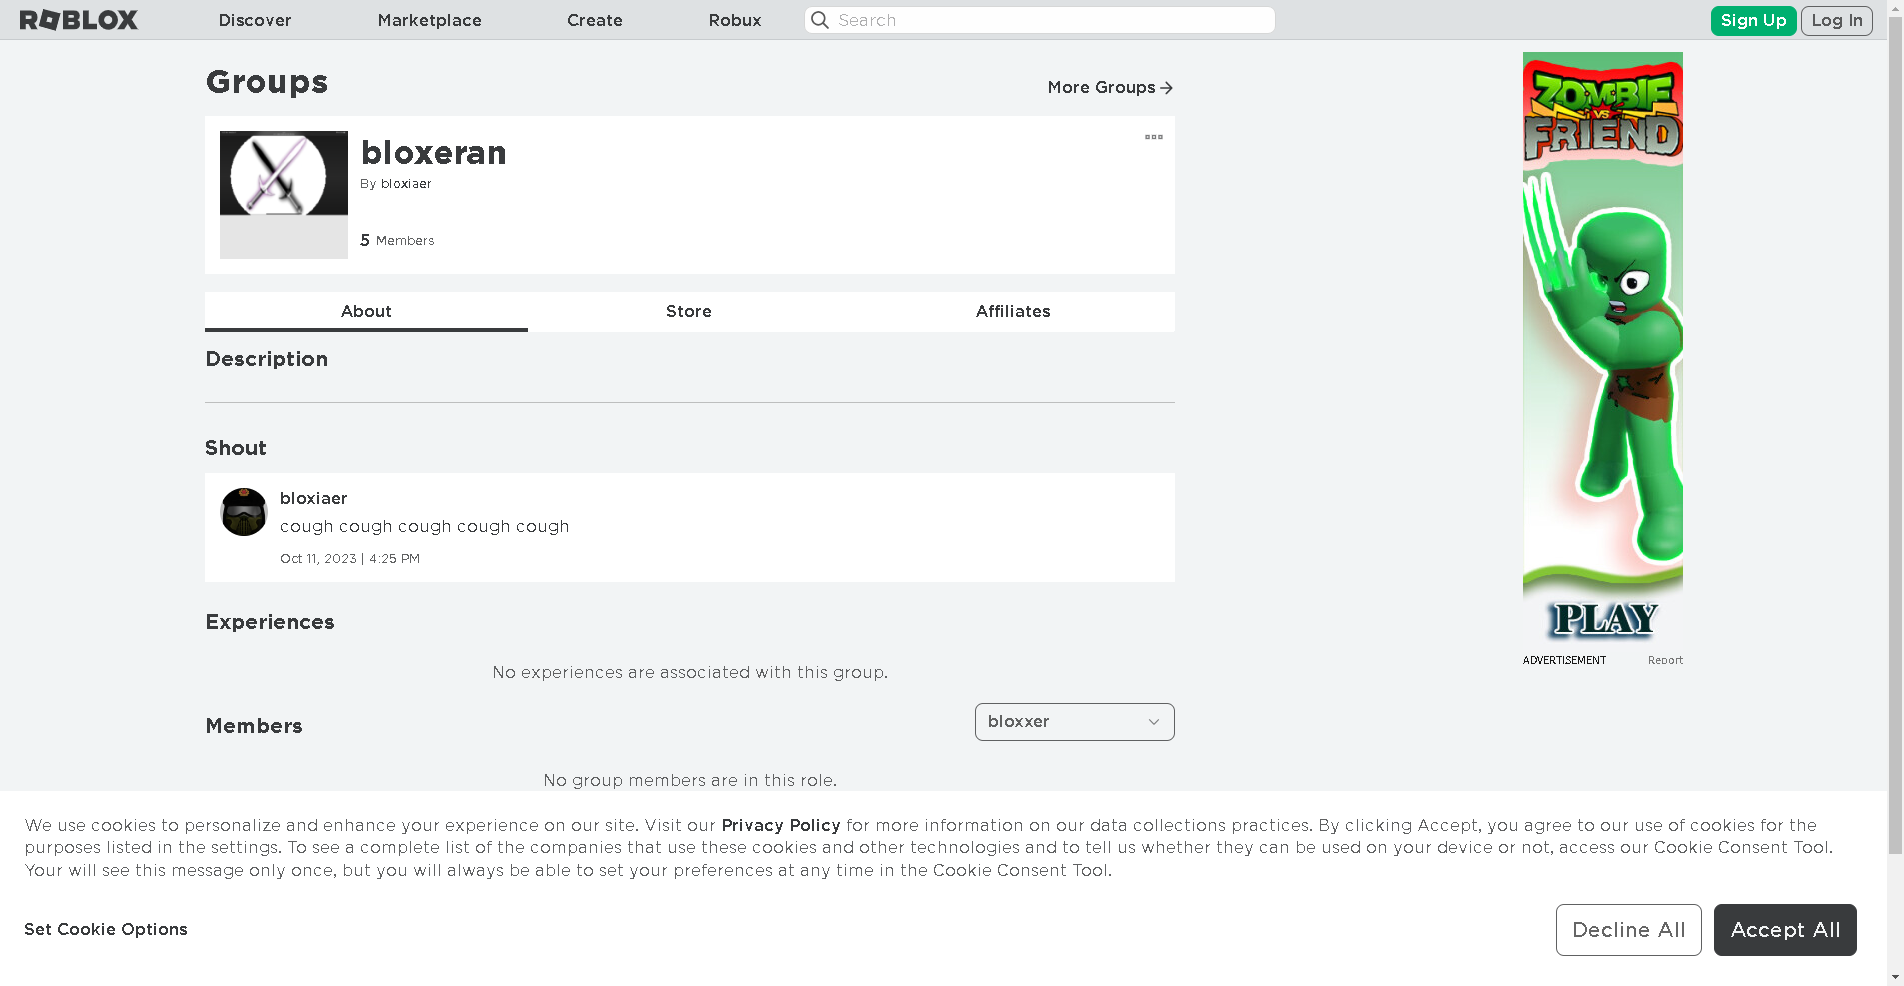 ROBLOX
Discover
Marketplace
Create
Robux
Search
Sign Up
Log In
Groups
More Groups
bloxeran
By bloxiaer
5 Members
About
Store
Affiliates
Description
Shout
bloxiaer
cough cough cough cough cough
Oct 11, 2023 | 4:25 PM
Experiences
No experiences are associated with this group.
Members
bloxxer
No group members are in this role.
ZOMBIE
VS
FRIEND
PLAY
ADVERTISEMENT
Report
We use cookies to personalize and enhance your experience on our site. Visit our Privacy Policy for more information on our data collections practices. By clicking Accept, you agree to our use of cookies for the
purposes listed in the settings. To see a complete list of the companies that use these cookies and other technologies and to tell us whether they can be used on your device or not, access our Cookie Consent Tool.
Your will see this message only once, but you will always be able to set your preferences at any time in the Cookie Consent Tool.
Set Cookie Options
Decline All
Accept All